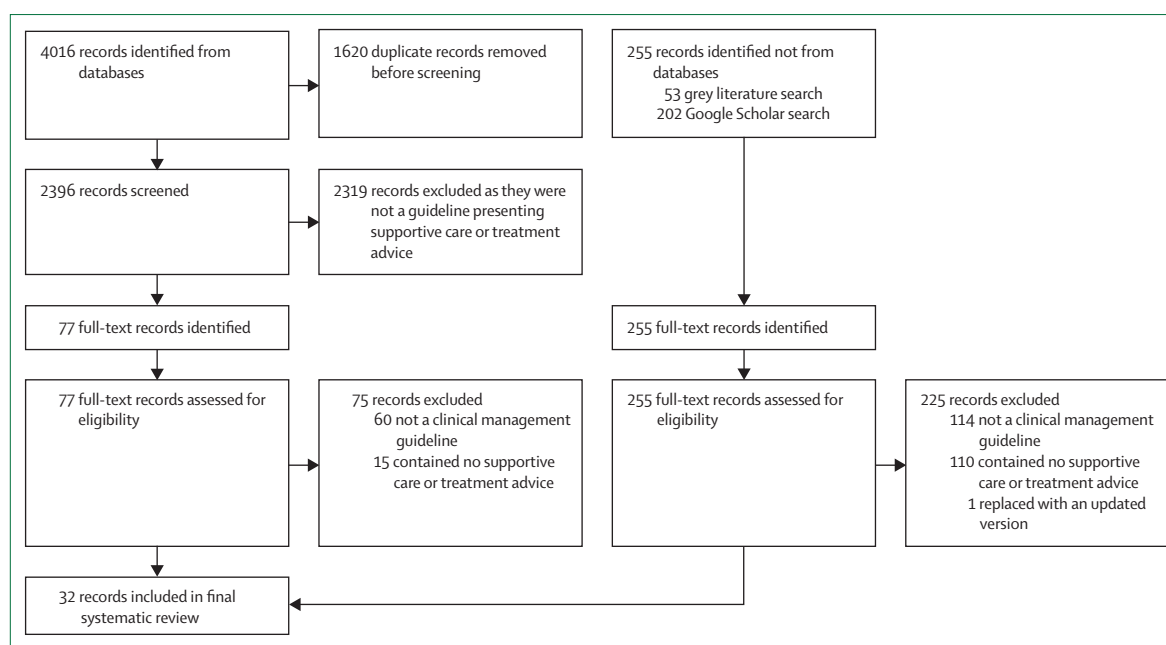 4016 records identified from
databases
1620 duplicate records removed
before screening
255 records identified not from
databases
53 grey literature search
202 Google Scholar search
2396 records screened
2319 records excluded as they were
not a guideline presenting
supportive care or treatment
advice
77 full-text records identified
255 full-text records identified
77 full-text records assessed for
eligibility
75 records excluded
60 not a clinical management
guideline
15 contained no supportive
care or treatment advice
255 full-text records assessed for
eligibility
225 records excluded
114 not a clinical management
guideline
110 contained no supportive
care or treatment advice
1 replaced with an updated
version
32 records included in final
systematic review